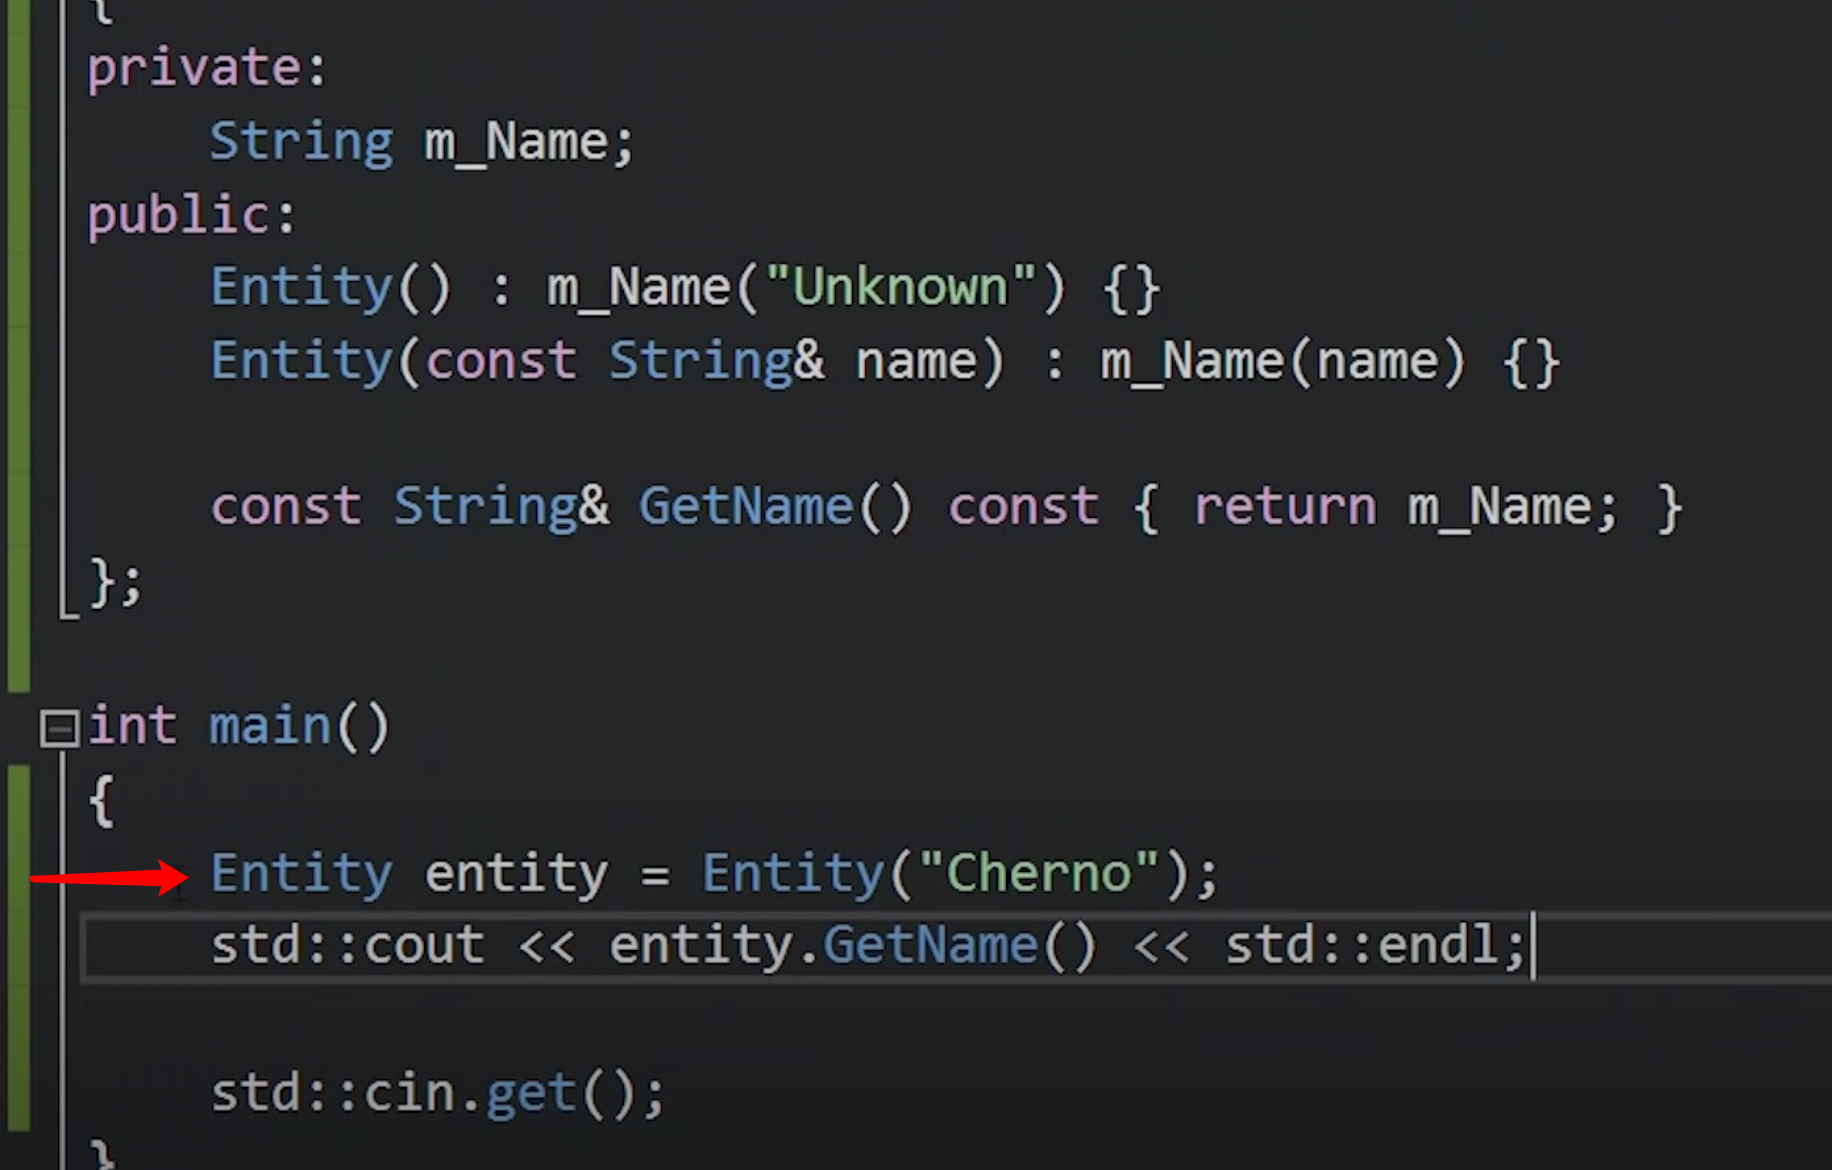 {
private:
String m_Name;
public:
Entity() : m_Name("Unknown") {}
Entity(const String& name) : m_Name(name) {}
const String& GetName() const { return m_Name; }
};
int main()
{
Entity entity = Entity("Cherno");
std::cout << entity.GetName() << std::endl;
std::cin.get();
}